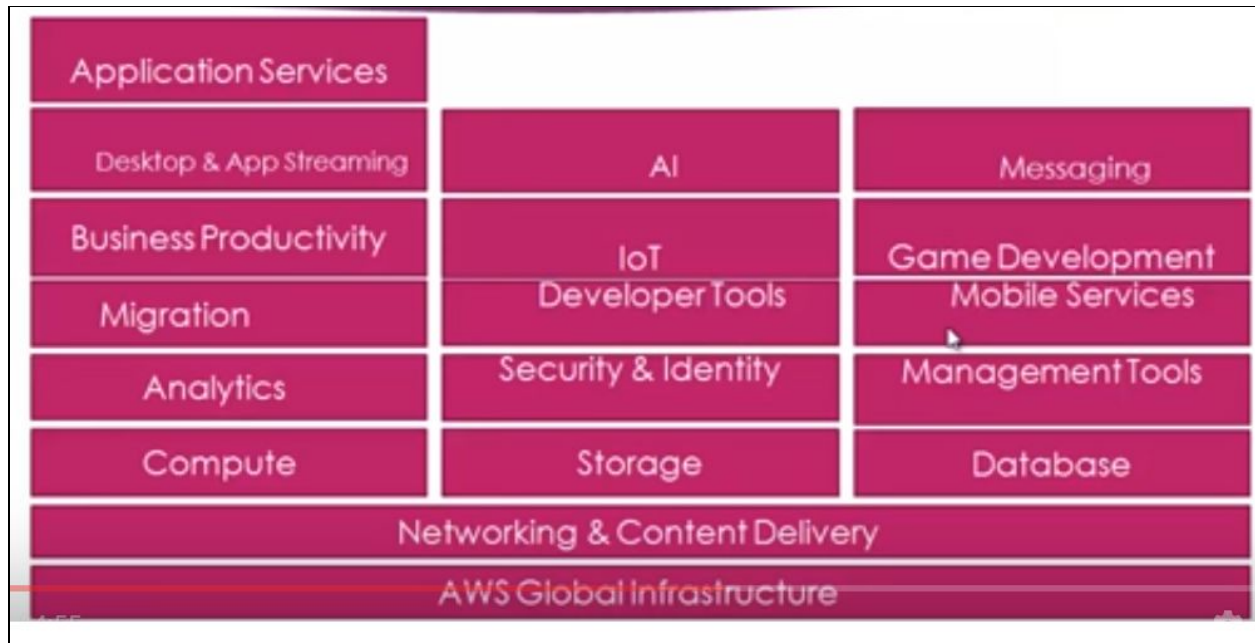 Application Services
Desktop & App Streaming
AI
Messaging
Business Productivity
IoT
Game Development
Migration
Developer Tools
Mobile Services
Analytics
Security & Identity
Management Tools
Compute
Storage
Database
Networking & Content Delivery
AWS Global Infrastructure